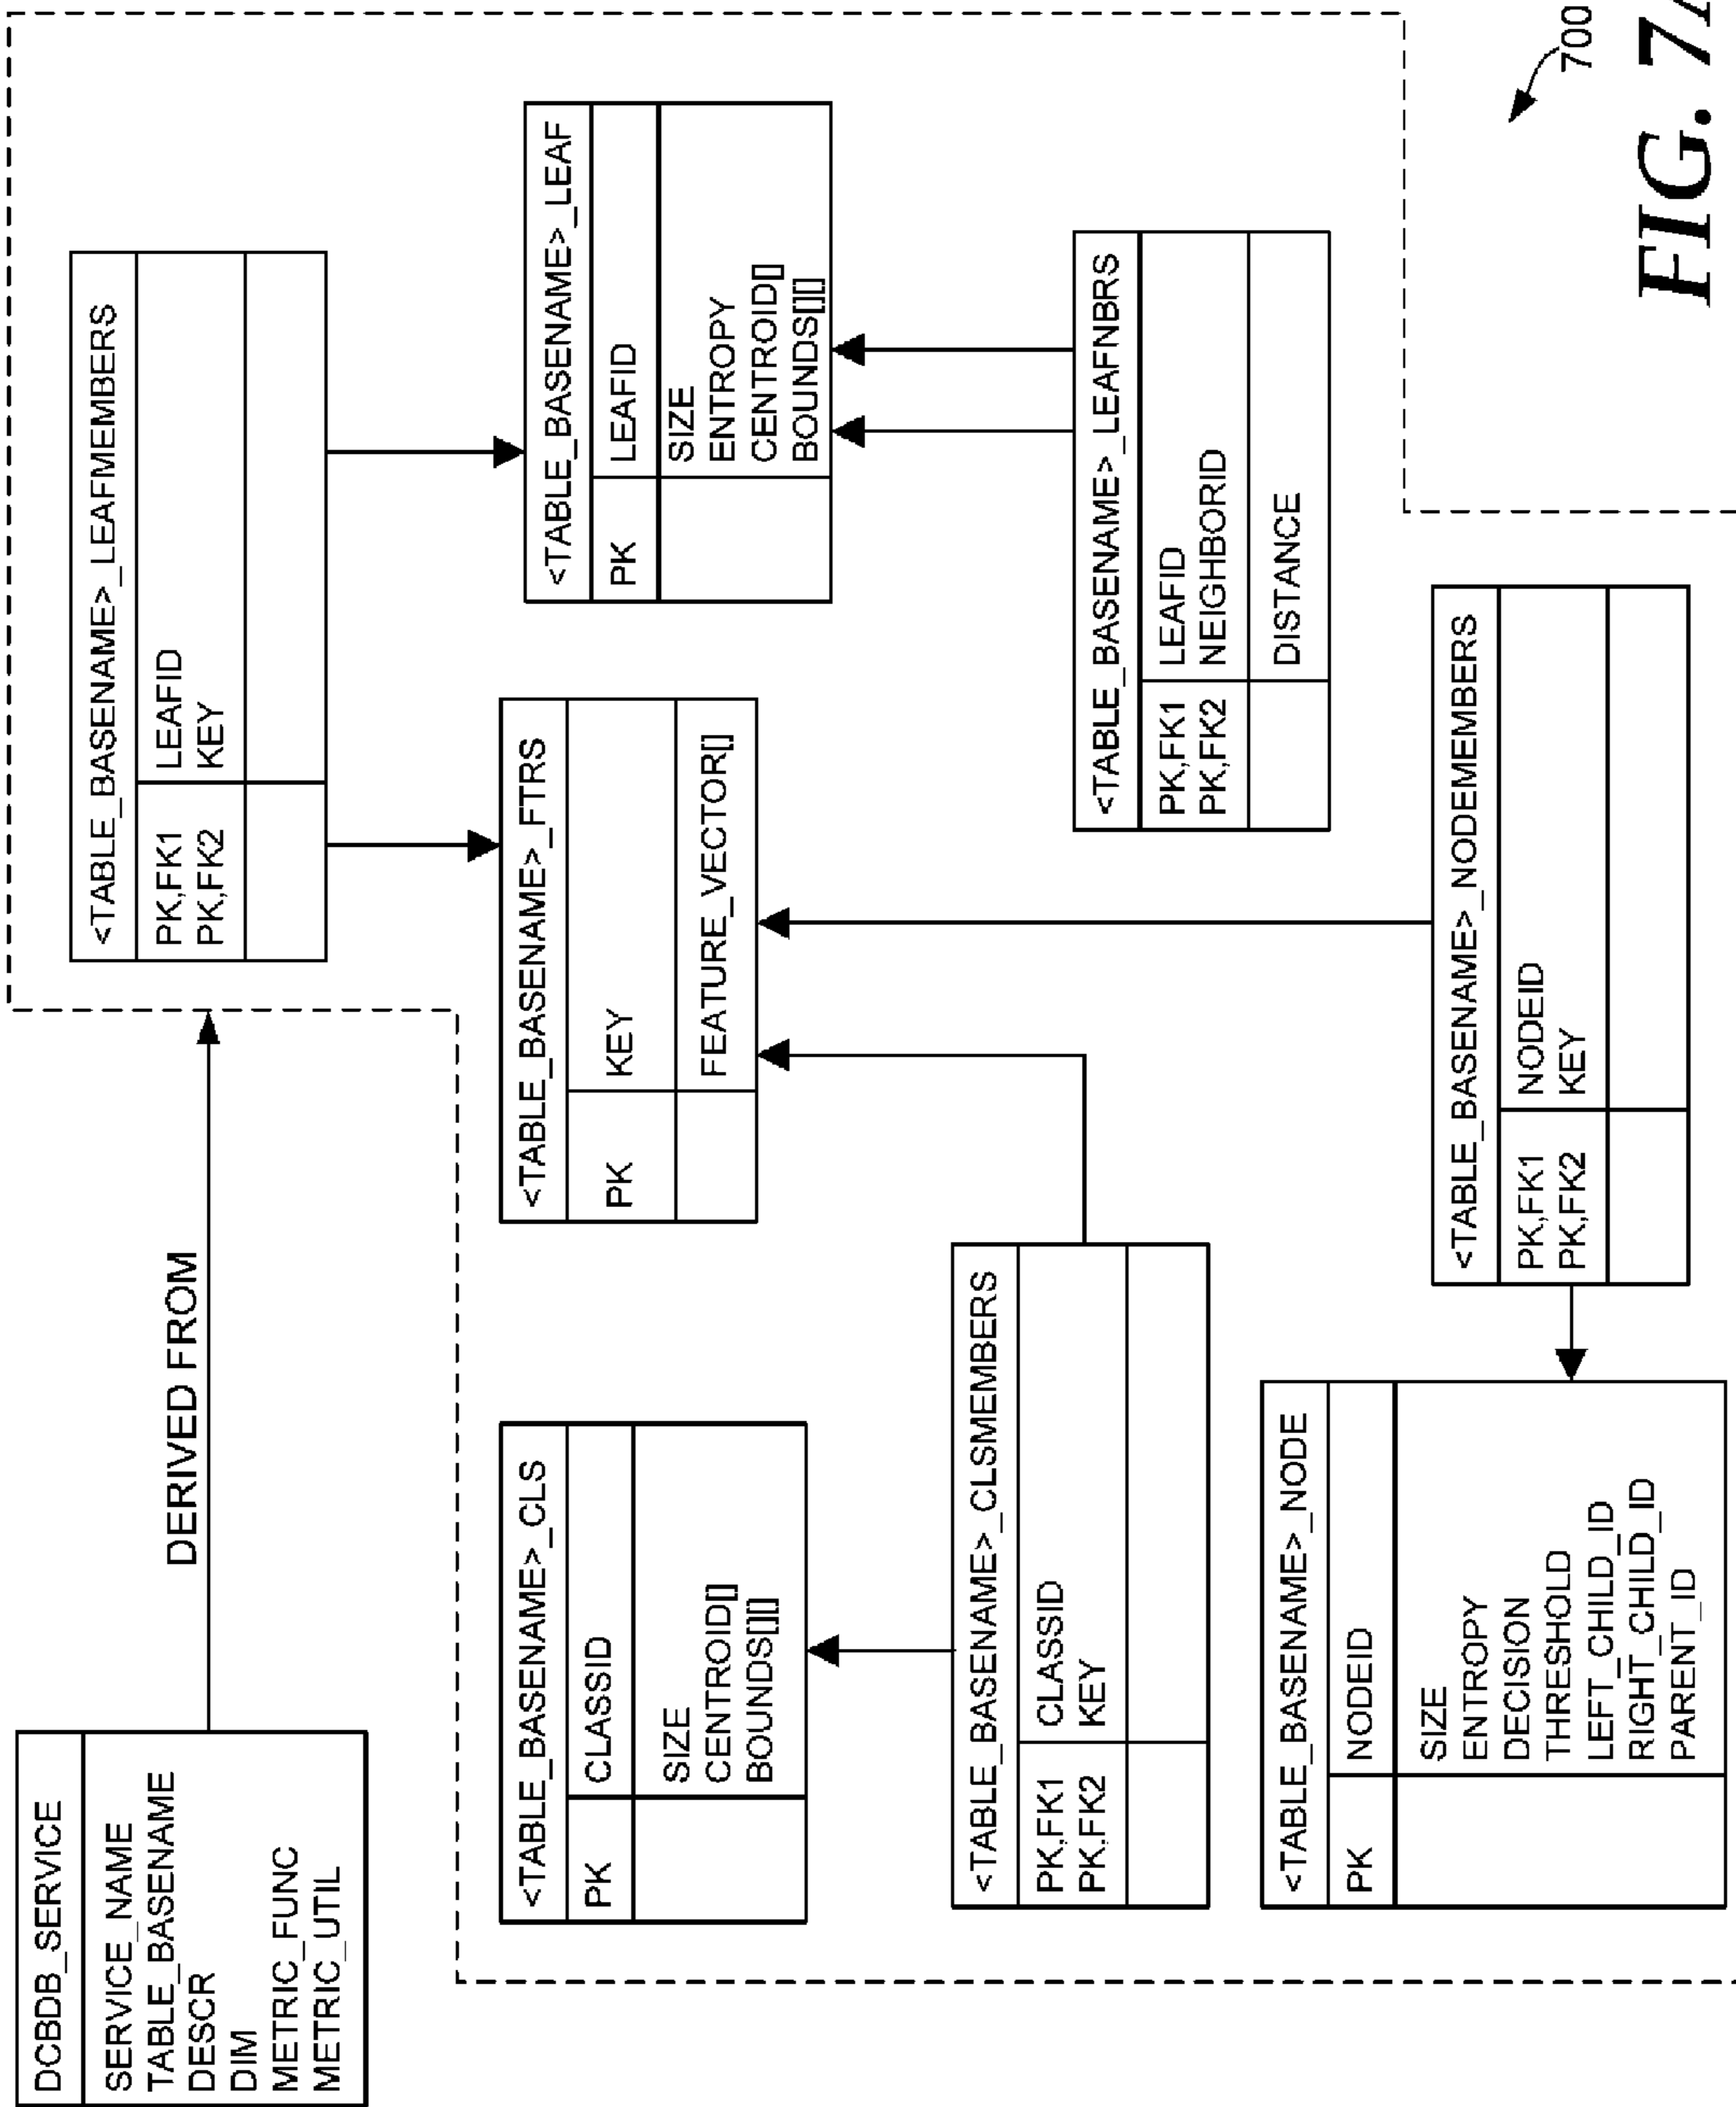 DCBDB_SERVICE
SERVICE_NAME
TABLE_BASENAME
DESCR
DIM
METRIC_FUNC
METRIC_UTIL
DERIVED FROM
<TABLE_BASENAME>_LEAFMEMBERS
PK,FK1 LEAFID
PK,FK2 KEY
<TABLE_BASENAME>_CLS
PK CLASSID
SIZE
CENTROID[]
BOUNDS[][]
<TABLE_BASENAME>_FTRS
PK KEY
FEATURE_VECTOR[]
<TABLE_BASENAME>_LEAF
PK LEAFID
SIZE
ENTROPY
CENTROID[]
BOUNDS[][]
<TABLE_BASENAME>_CLSMEMBERS
PK,FK1 CLASSID
PK,FK2 KEY
<TABLE_BASENAME>_LEAFNBRS
PK,FK1 LEAFID
PK,FK2 NEIGHBORID
DISTANCE
<TABLE_BASENAME>_NODE
PK NODEID
SIZE
ENTROPY
DECISION
THRESHOLD
LEFT_CHILD_ID
RIGHT_CHILD_ID
PARENT_ID
<TABLE_BASENAME>_NODEMEMBERS
PK,FK1 NODEID
PK,FK2 KEY
700
FIG. 7A